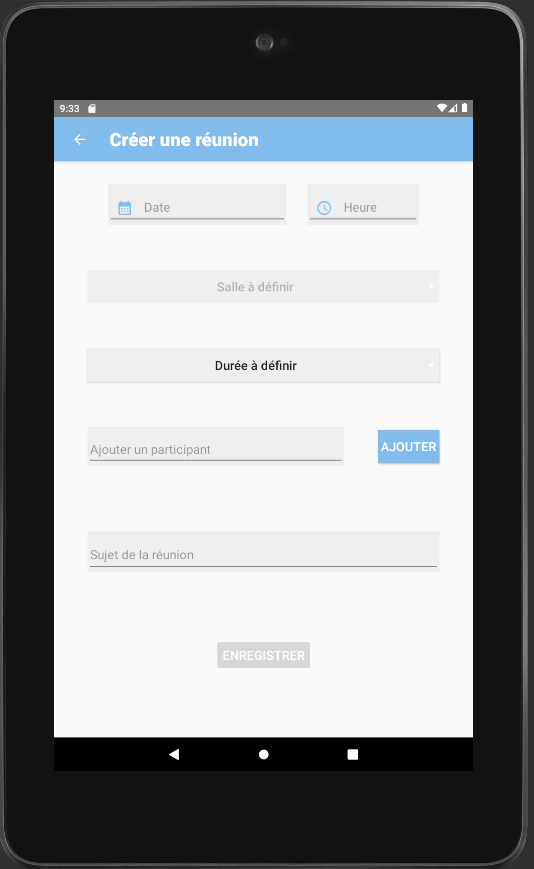 9:33
Créer une réunion
Date
Heure
Salle à définir
Durée à définir
Ajouter un participant
AJOUTER
Sujet de la réunion
ENREGISTRER